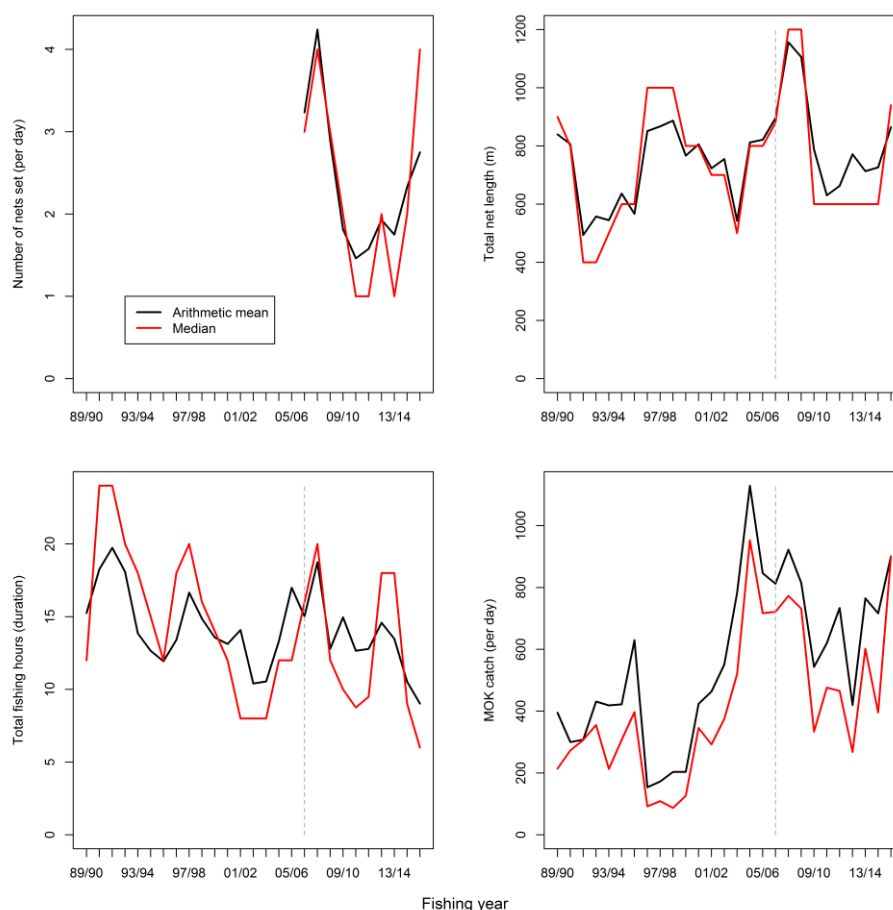 Number of nets set (per day)
0 1 2 3 4
Arithmetic mean
Median
89/90 93/94 97/98 01/02 05/06 09/10 13/14
Total net length (m)
0 200 400 600 800 1000 1200
89/90 93/94 97/98 01/02 05/06 09/10 13/14
Total fishing hours (duration)
0 5 10 15 20
89/90 93/94 97/98 01/02 05/06 09/10 13/14
MOK catch (per day)
0 200 400 600 800 1000
89/90 93/94 97/98 01/02 05/06 09/10 13/14
Fishing year